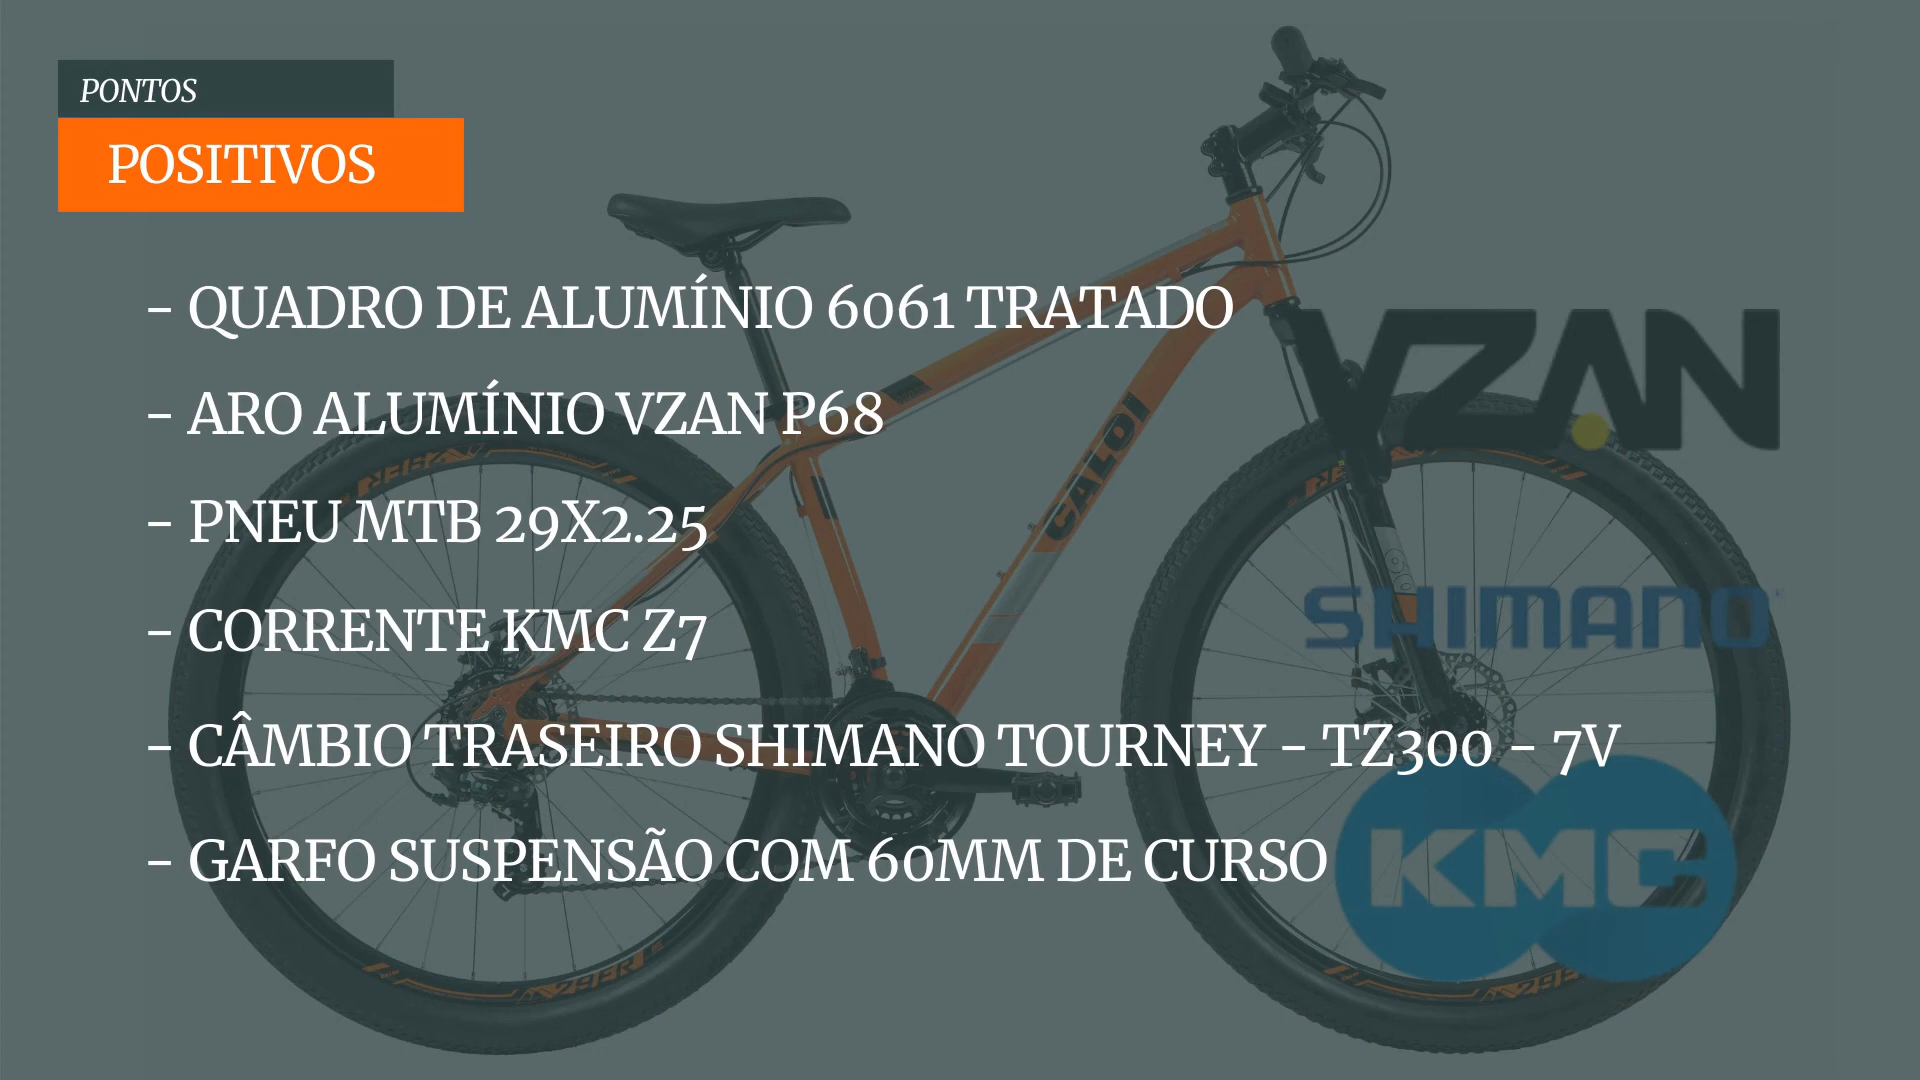 PONTOS
POSITIVOS
- QUADRO DE ALUMÍNIO 6061 TRATADO
- ARO ALUMÍNIO VZAN P68
- PNEU MTB 29X2.25
- CORRENTE KMC Z7
- CÂMBIO TRASEIRO SHIMANO TOURNEY - TZ300 - 7V
- GARFO SUSPENSÃO COM 60MM DE CURSO
VZAN
SHIMANO
KMC
CALOI
29ER